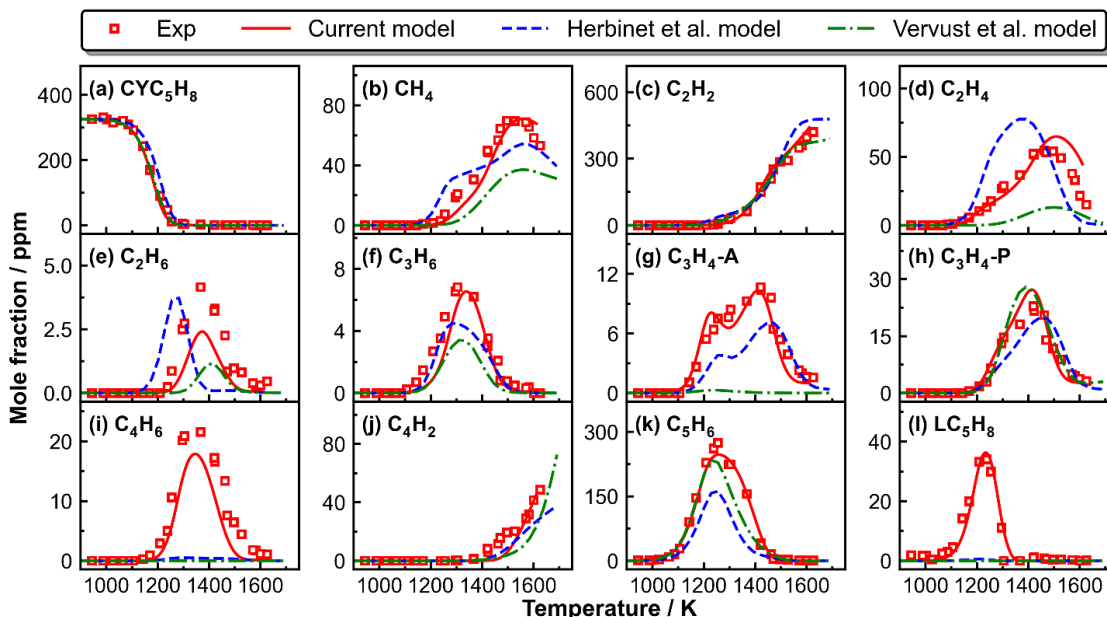 Exp Current model Herbinet et al. model Vervust et al. model
(a) CYC₅H₈ (b) CH₄ (c) C₂H₂ (d) C₂H₄
400 80 600 100
200 40 300 50
0 0 0 0
(e) C₂H₆ (f) C₃H₆ (g) C₃H₄-A (h) C₃H₄-P
5.0 8 12 30
2.5 4 6 15
0.0 0 0 0
(i) C₄H₆ (j) C₄H₂ (k) C₅H₆ (l) LC₅H₈
20 80 300 40
10 40 150 20
0 0 0 0
1000 1200 1400 1600 1000 1200 1400 1600 1000 1200 1400 1600 1000 1200 1400 1600
Mole fraction / ppm
Temperature / K